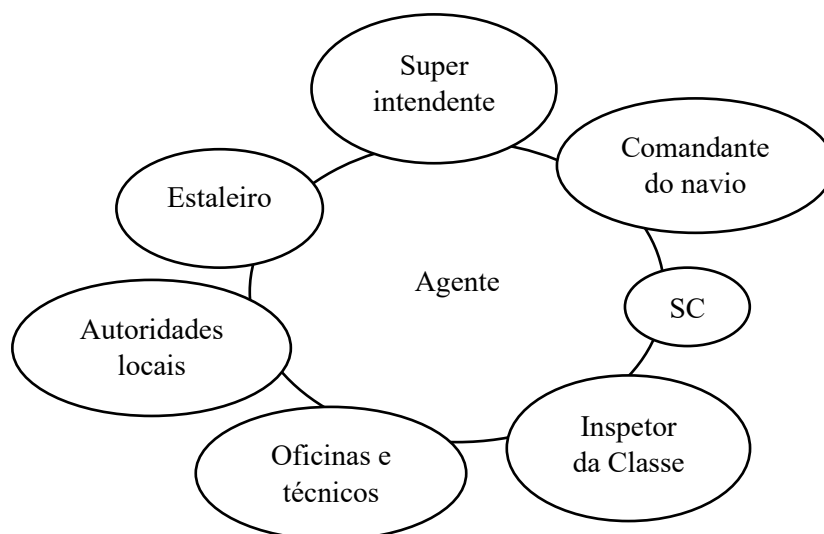 Super
intendente
Comandante
do navio
Estaleiro
Agente
SC
Autoridades
locais
Inspetor
da Classe
Oficinas e
técnicos